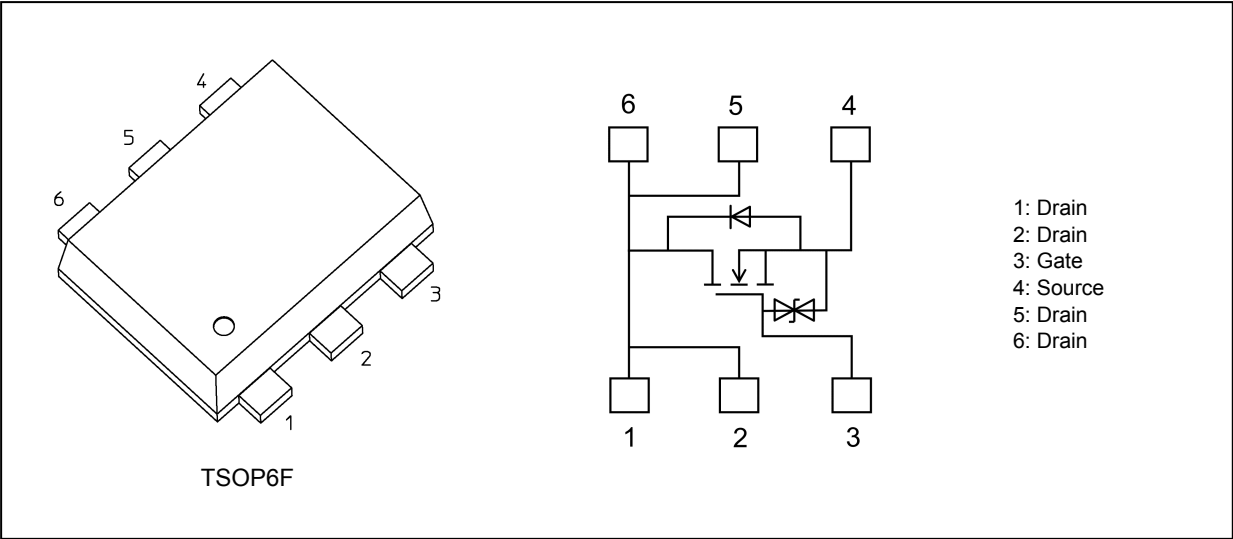 4
5
6
3
2
1
TSOP6F
6 5 4
1 2 3
1: Drain
2: Drain
3: Gate
4: Source
5: Drain
6: Drain